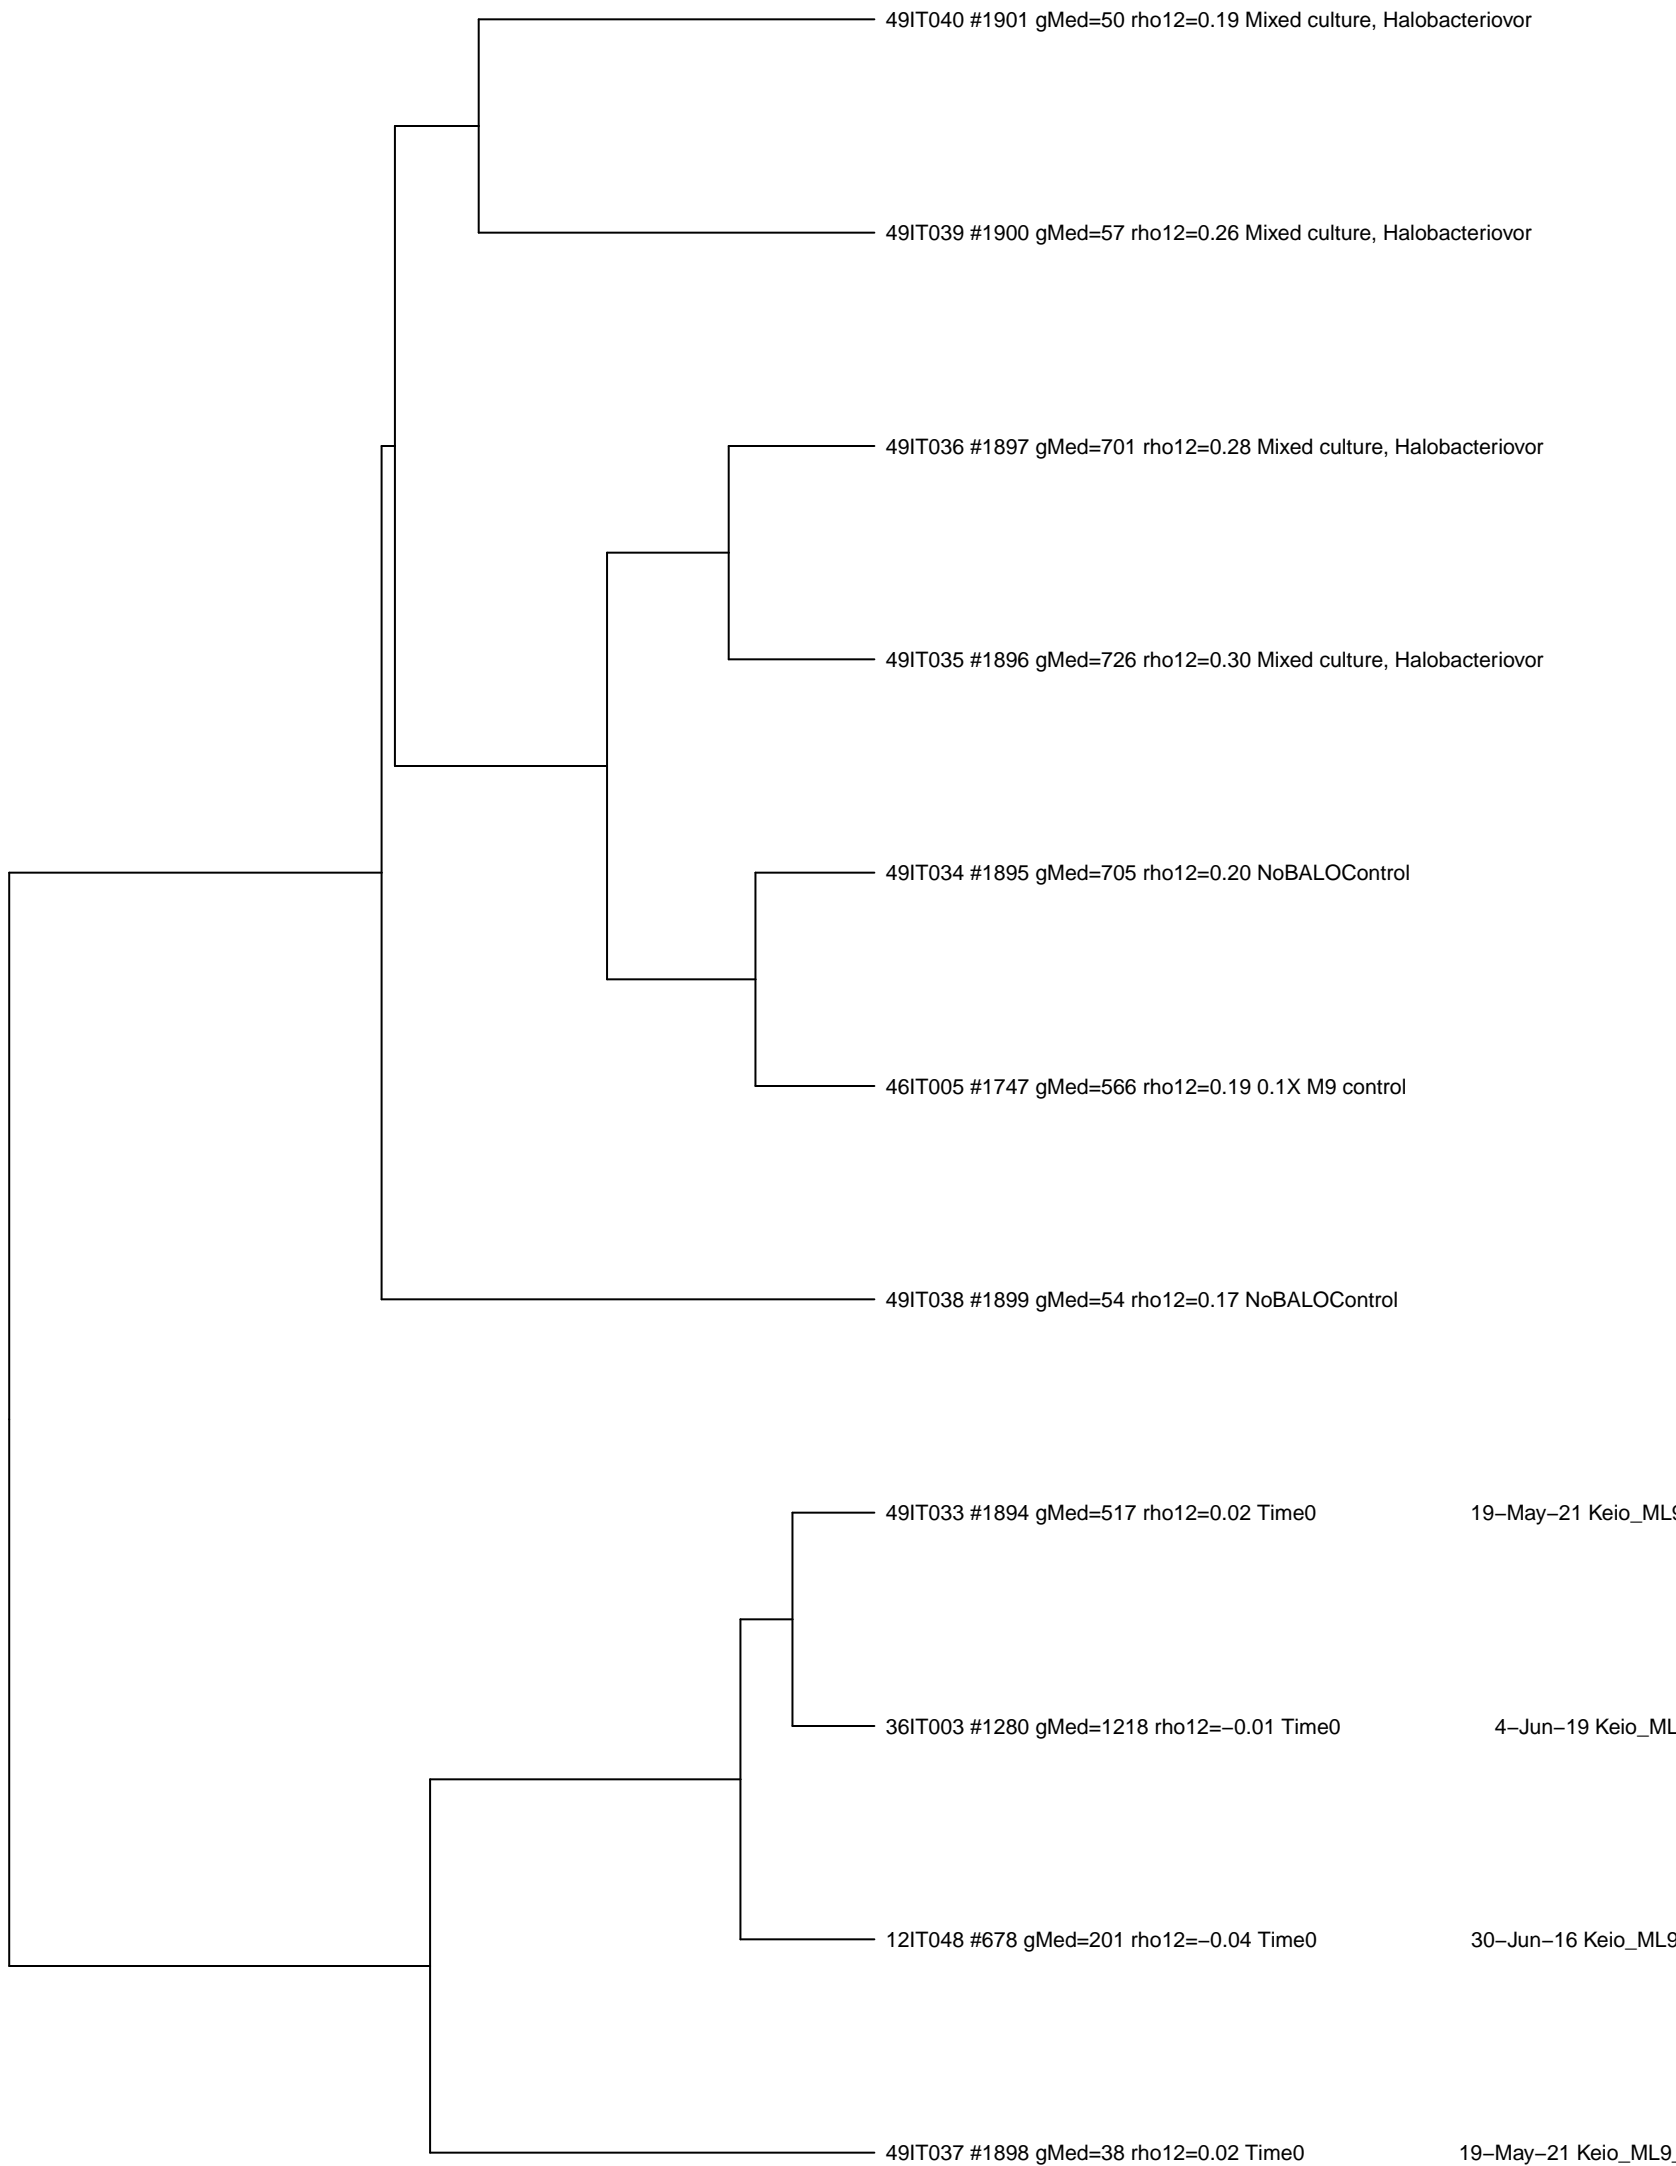 49IT040 #1901 gMed=50 rho12=0.19 Mixed culture, Halobacteriovor
49IT039 #1900 gMed=57 rho12=0.26 Mixed culture, Halobacteriovor
49IT036 #1897 gMed=701 rho12=0.28 Mixed culture, Halobacteriovor
49IT035 #1896 gMed=726 rho12=0.30 Mixed culture, Halobacteriovor
49IT034 #1895 gMed=705 rho12=0.20 NoBALOControl
46IT005 #1747 gMed=566 rho12=0.19 0.1X M9 control
49IT038 #1899 gMed=54 rho12=0.17 NoBALOControl
49IT033 #1894 gMed=517 rho12=0.02 Time0 19−May−21 Keio_ML9
36IT003 #1280 gMed=1218 rho12=−0.01 Time0 4−Jun−19 Keio_ML
12IT048 #678 gMed=201 rho12=−0.04 Time0 30−Jun−16 Keio_ML9
49IT037 #1898 gMed=38 rho12=0.02 Time0 19−May−21 Keio_ML9_